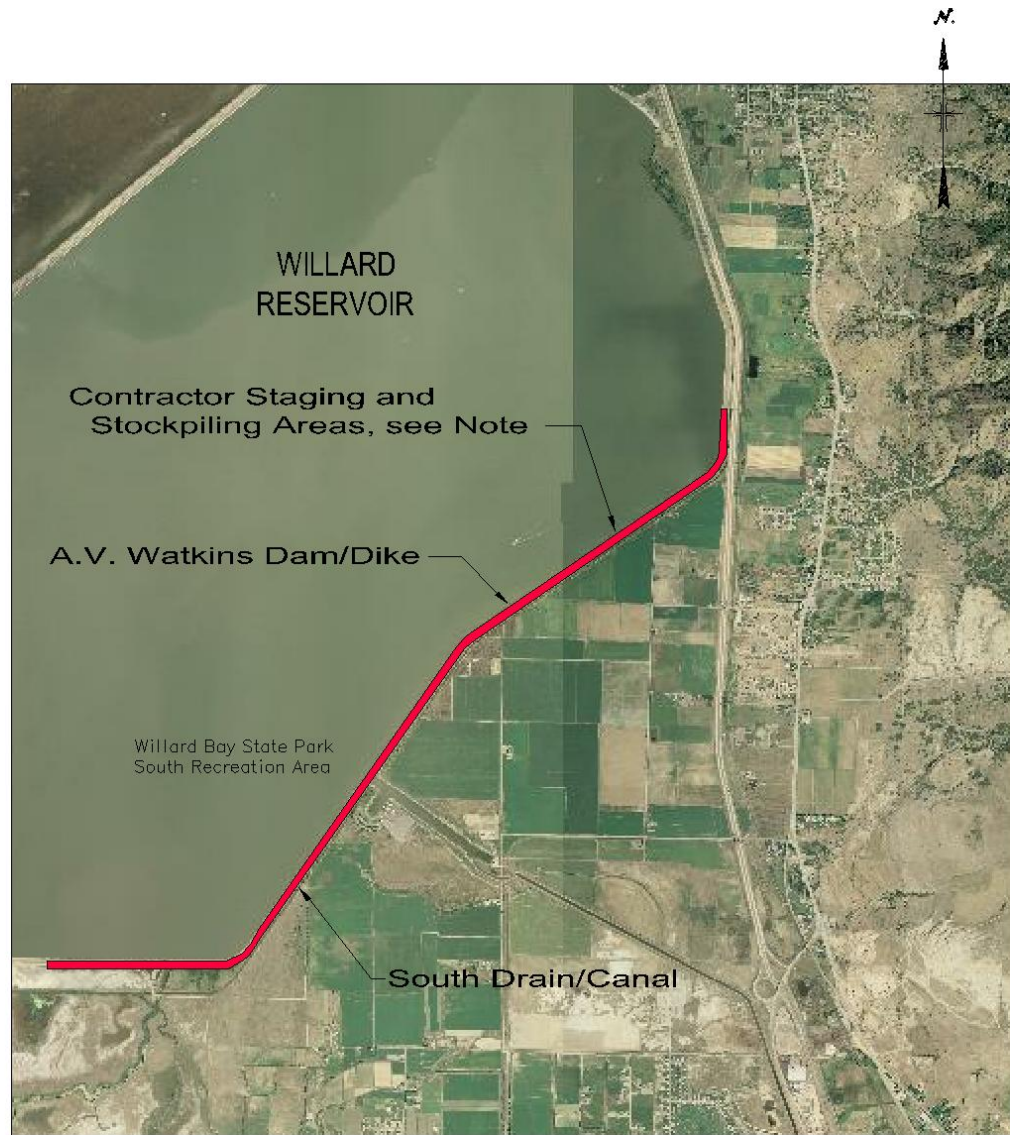 N.
WILLARD
RESERVOIR
Contractor Staging and
Stockpiling Areas, see Note
A.V. Watkins Dam/Dike
Willard Bay State Park
South Recreation Area
South Drain/Canal